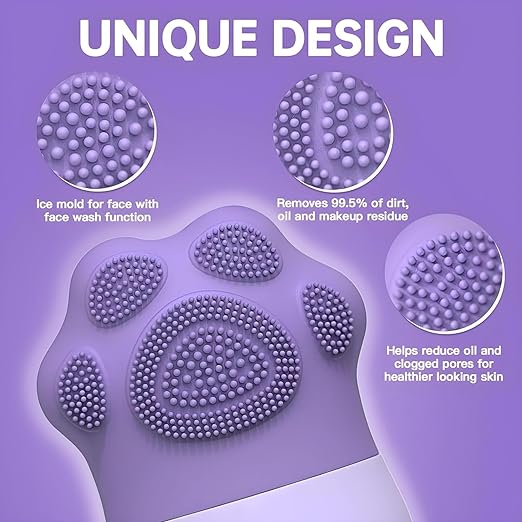 UNIQUE DESIGN
Ice mold for face with
face wash function
Removes 99.5% of dirt,
oil and makeup residue
Helps reduce oil and
clogged pores for
healthier looking skin